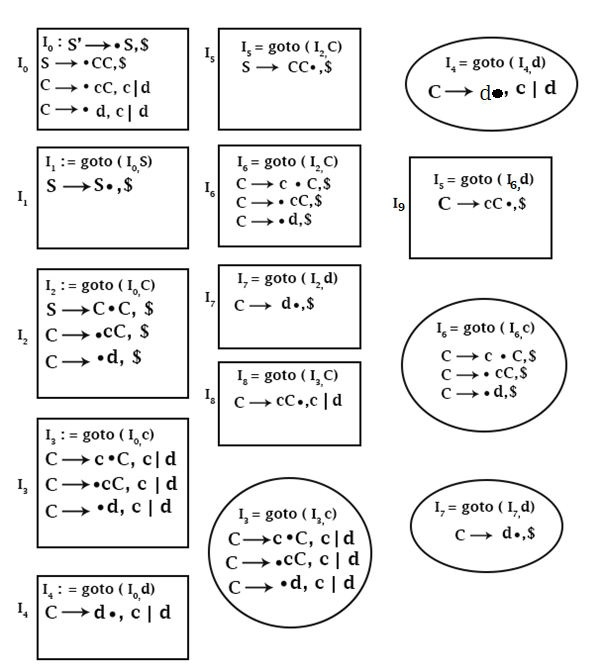 I₀
I₀ : S' → •S,$
S → •CC,$
C → • cC, c|d
C → • d, c| d
I₁
I₁ := goto ( I₀,S)
S → S•,$
I₂
I₂ : = goto ( I₀,C)
S → C•C, $
C → •cC, $
C → •d, $
I₃
I₃ : = goto ( I₀,c)
C → c•C, c|d
C → •cC, c| d
C → •d, c | d
I₄
I₄ : = goto ( I₀,d)
C → d•, c | d
I₅
I₅ = goto ( I₂,C)
S → CC•,$
I₆
I₆ = goto ( I₂,C)
C → c • C,$
C → • cC,$
C → • d,$
I₇
I₇ = goto ( I₂,d)
C → d•,$
I₈
I₈ = goto ( I₃,C)
C → cC•,c | d
I₃ = goto ( I₃,c)
C → c•C, c|d
C → •cC, c | d
C → •d, c | d
I₄ = goto ( I₄,d)
C → d•, c | d
I₉
I₅ = goto ( I₆,d)
C → cC•,$
I₆ = goto ( I₆,c)
C → c • C,$
C → • cC,$
C → • d,$
I₇ = goto ( I₇,d)
C → d•,$